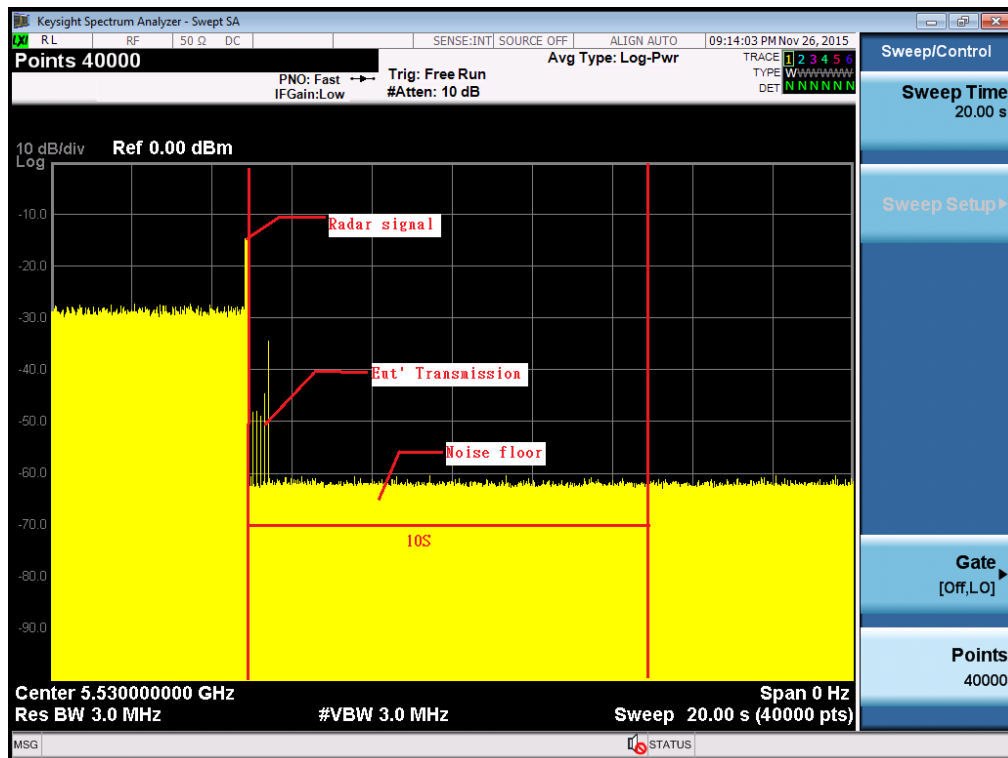 Keysight Spectrum Analyzer - Swept SA
LXI RL RF 50 Ω DC SENSE:INT SOURCE OFF ALIGN AUTO 09:14:03 PM Nov 26, 2015
Points 40000
PNO: Fast
IFGain:Low
Trig: Free Run
#Atten: 10 dB
Avg Type: Log-Pwr
TRACE 1 2 3 4 5 6
TYPE WWWWWW
DET N N N N N N
10 dB/div Ref 0.00 dBm
Log
-10.0
-20.0
-30.0
-40.0
-50.0
-60.0
-70.0
-80.0
-90.0
Radar signal
Eut' Transmission
Noise floor
10S
Center 5.530000000 GHz Span 0 Hz
Res BW 3.0 MHz #VBW 3.0 MHz Sweep 20.00 s (40000 pts)
MSG STATUS
Sweep/Control
Sweep Time
20.00 s
Sweep Setup
Gate
[Off,LO]
Points
40000